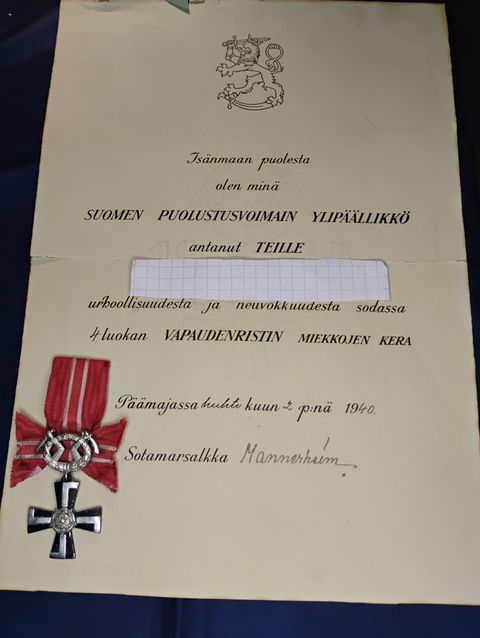 Isänmaan puolesta
olen minä
SUOMEN PUOLUSTUSVOIMAIN YLIPÄÄLLIKKÖ
antanut TEILLE
urhoollisuudesta ja neuvokkuudesta sodassa
4 luokan VAPAUDENRISTIN MIEKKOJEN KERA
Päämajassa huhti kuun 2 p:nä 1940.
Sotamarsalkka Mannerheim